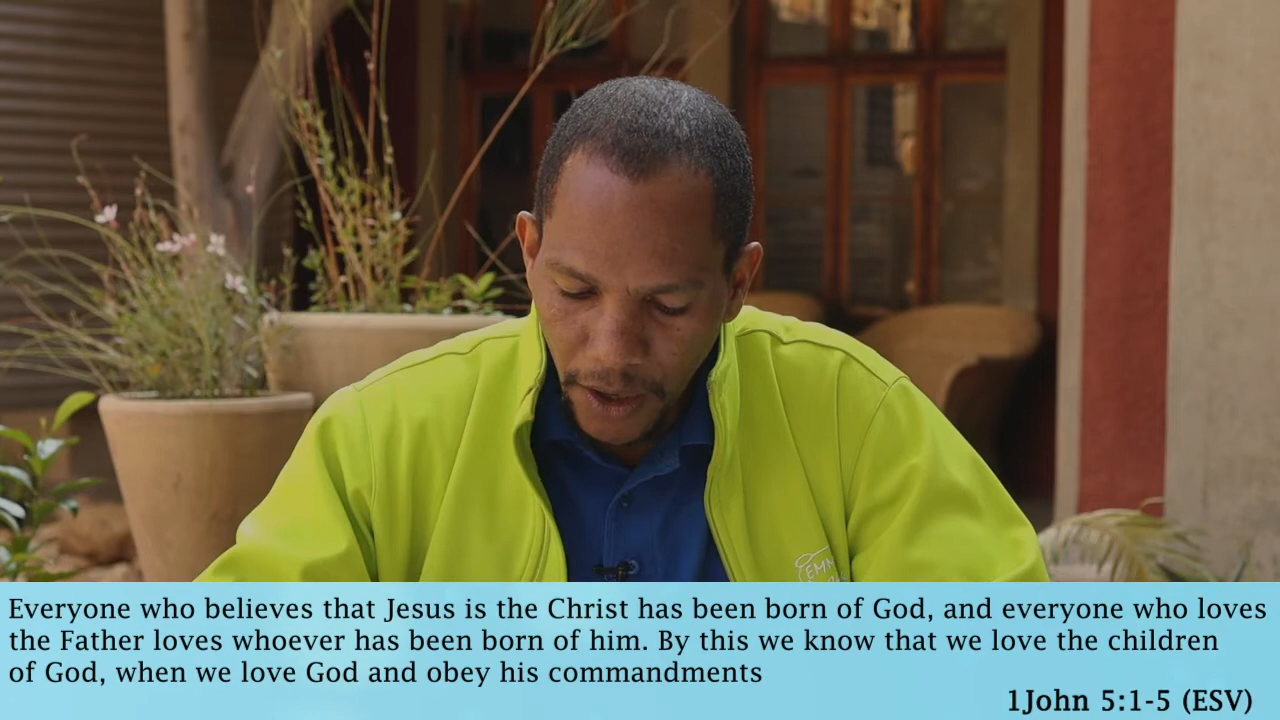 Everyone who believes that Jesus is the Christ has been born of God, and everyone who loves
the Father loves whoever has been born of him. By this we know that we love the children
of God, when we love God and obey his commandments
1John 5:1-5 (ESV)